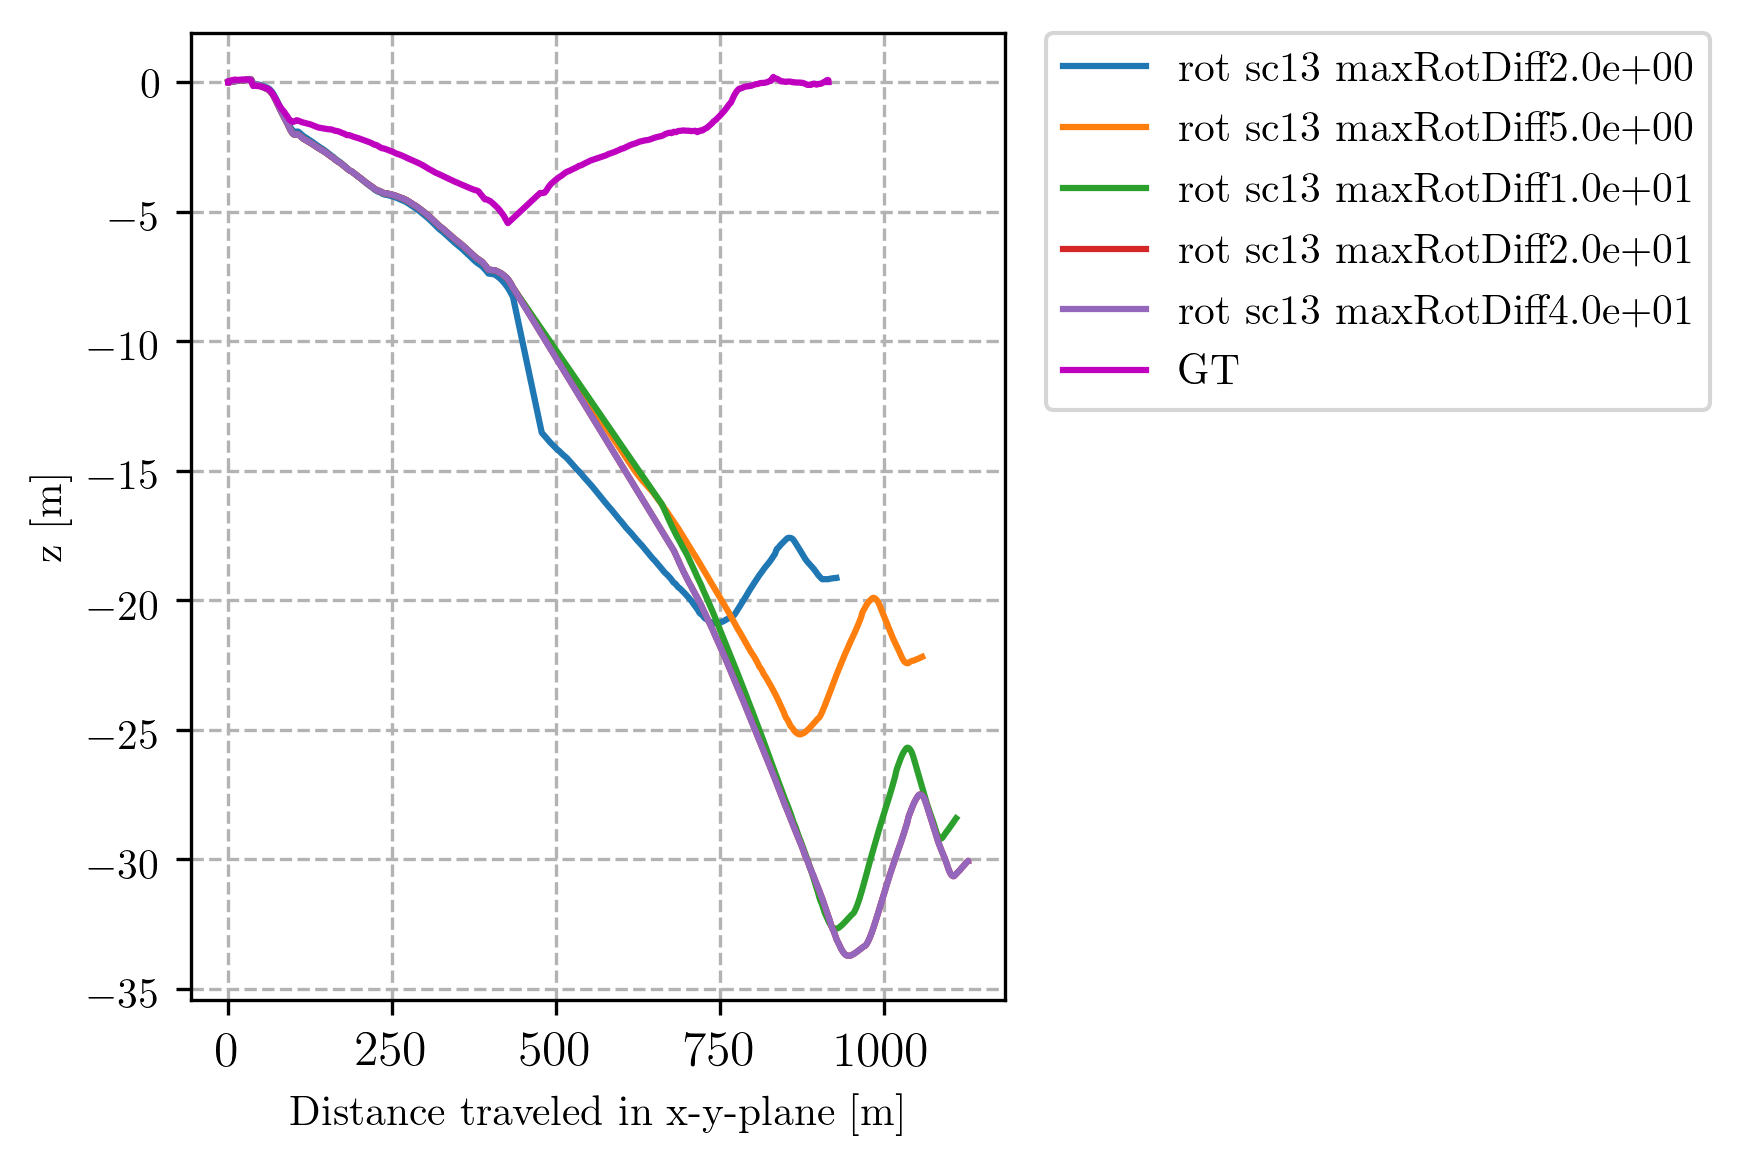 0
−5
−10
−15
−20
−25
−30
−35
z [m]
0 250 500 750 1000
Distance traveled in x-y-plane [m]
rot sc13 maxRotDiff2.0e+00
rot sc13 maxRotDiff5.0e+00
rot sc13 maxRotDiff1.0e+01
rot sc13 maxRotDiff2.0e+01
rot sc13 maxRotDiff4.0e+01
GT